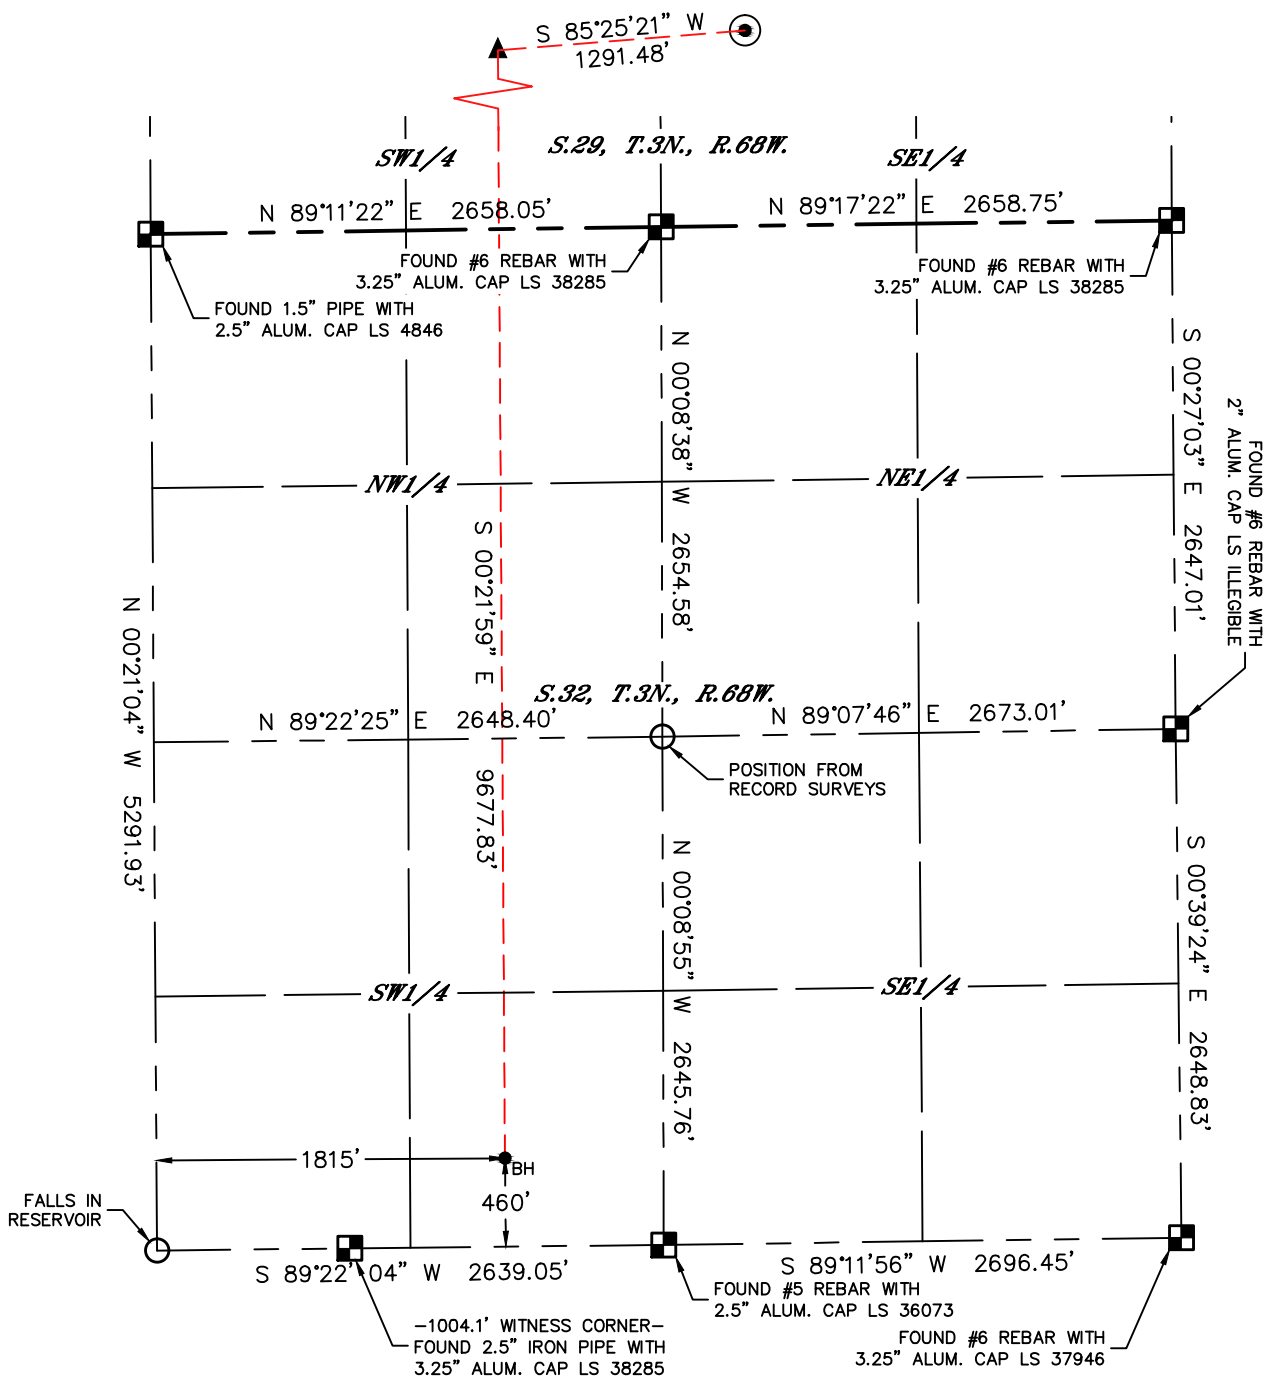 S 85°25'21" W
1291.48'
SW1/4
S.29, T.3N., R.68W.
SE1/4
N 89°11'22" E 2658.05'
N 89°17'22" E 2658.75'
FOUND #6 REBAR WITH
3.25" ALUM. CAP LS 38285
FOUND #6 REBAR WITH
3.25" ALUM. CAP LS 38285
FOUND 1.5" PIPE WITH
2.5" ALUM. CAP LS 4846
N 00°08'38" W 2654.58'
S 00°27'03" E 2647.01'
FOUND #6 REBAR WITH
2" ALUM. CAP LS ILLEGIBLE
NW1/4
NE1/4
S 00°21'59" E 9677.83'
N 00°21'04" W 5291.93'
S.32, T.3N., R.68W.
N 89°22'25" E 2648.40'
N 89°07'46" E 2673.01'
POSITION FROM
RECORD SURVEYS
N 00°08'55" W 2645.76'
S 00°39'24" E 2648.83'
SW1/4
SE1/4
1815'
BH
460'
FALLS IN
RESERVOIR
S 89°22'04" W 2639.05'
S 89°11'56" W 2696.45'
FOUND #5 REBAR WITH
2.5" ALUM. CAP LS 36073
-1004.1' WITNESS CORNER-
FOUND 2.5" IRON PIPE WITH
3.25" ALUM. CAP LS 38285
FOUND #6 REBAR WITH
3.25" ALUM. CAP LS 37946